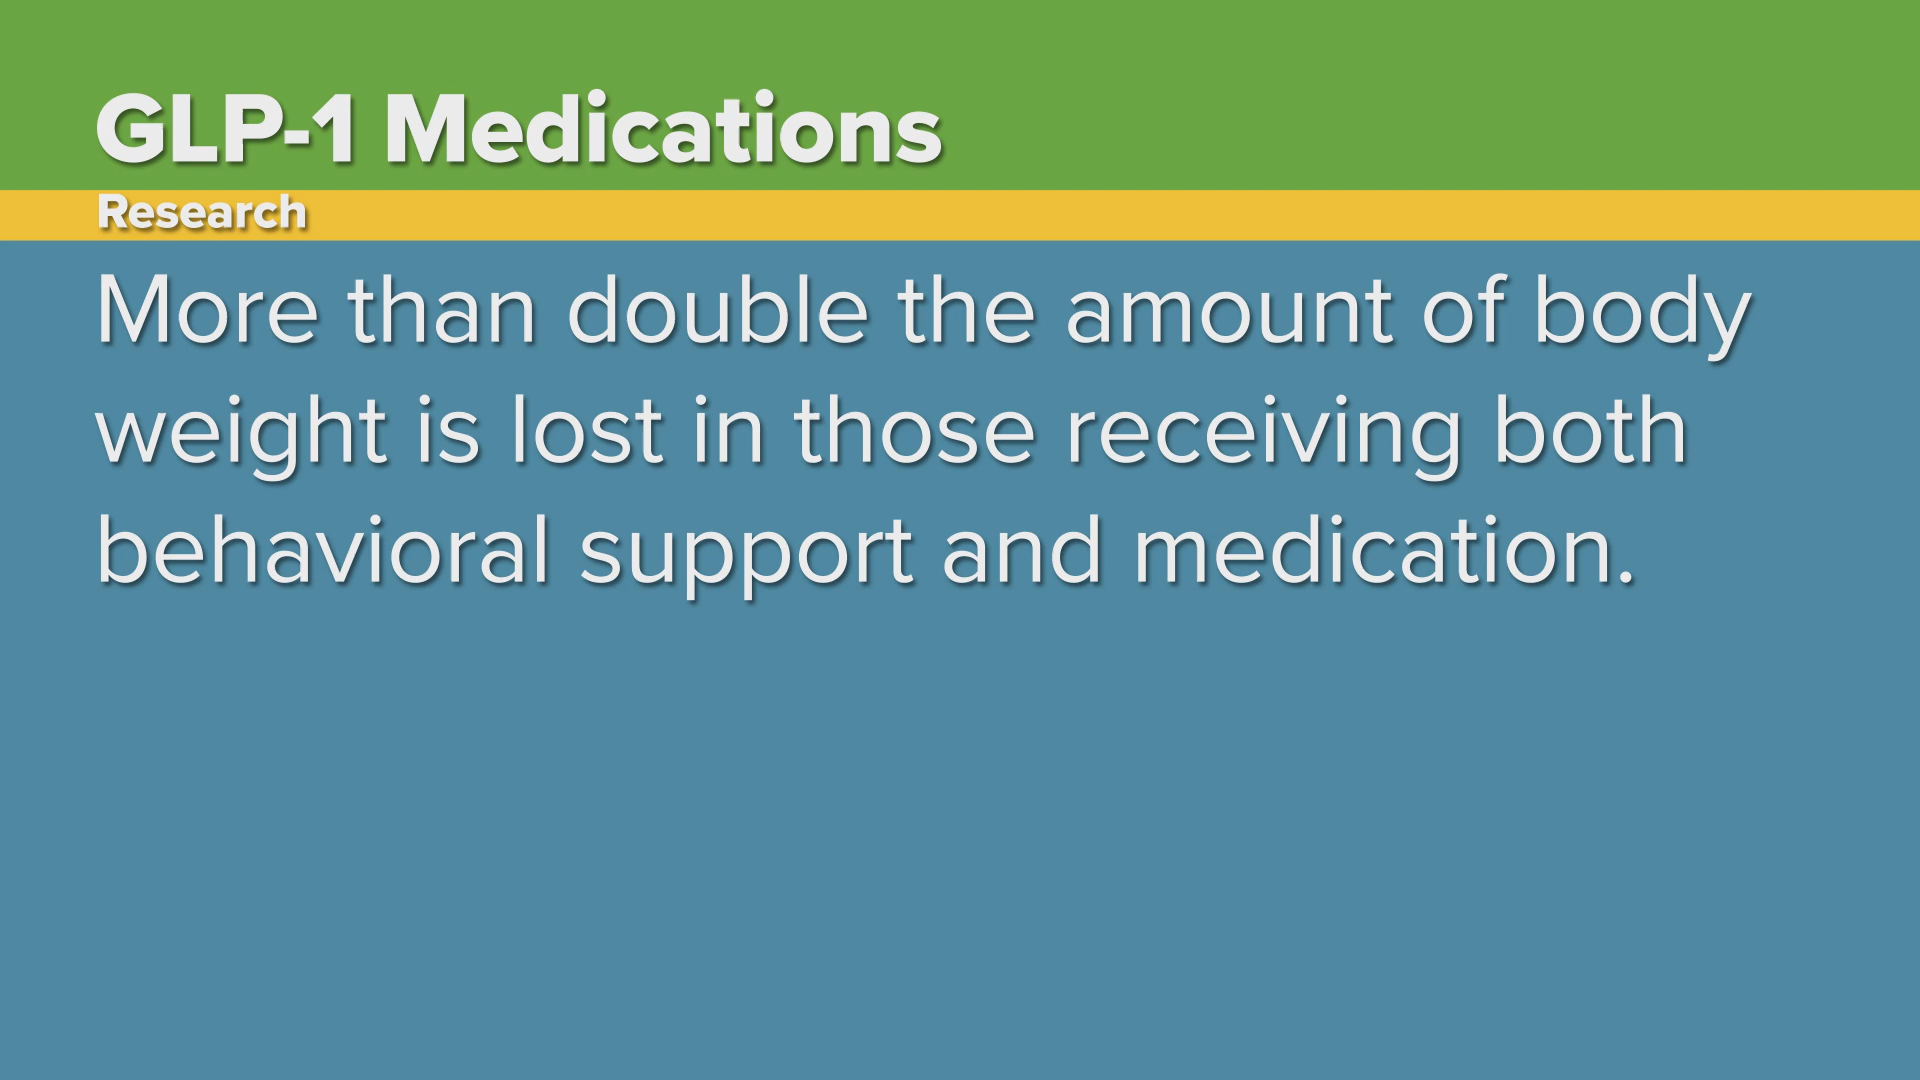 GLP-1 Medications
Research
More than double the amount of body
weight is lost in those receiving both
behavioral support and medication.